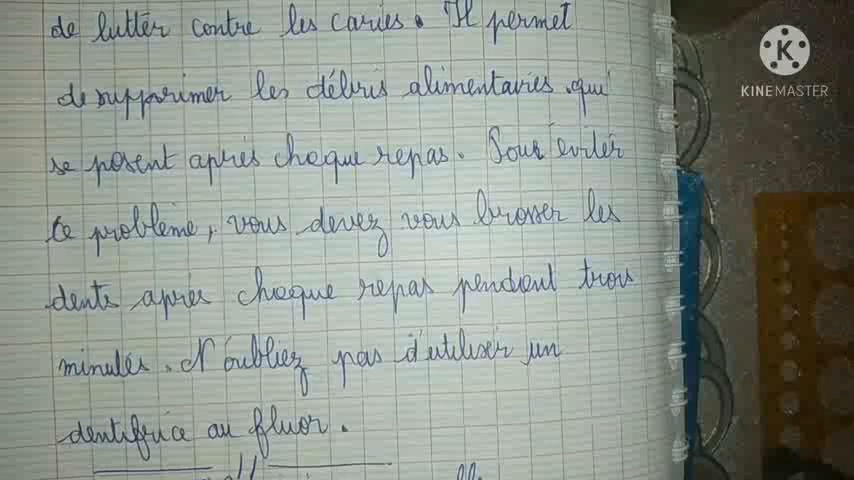 de lutter contre les caries. Il permet
de supprimer les débris alimentaires qui
se posent après chaque repas. Pour éviter
ce problème, vous devez vous brosser les
dents après chaque repas pendant trois
minutes. N'oubliez pas d'utiliser un
dentifrice au fluor.
K
KINEMASTER